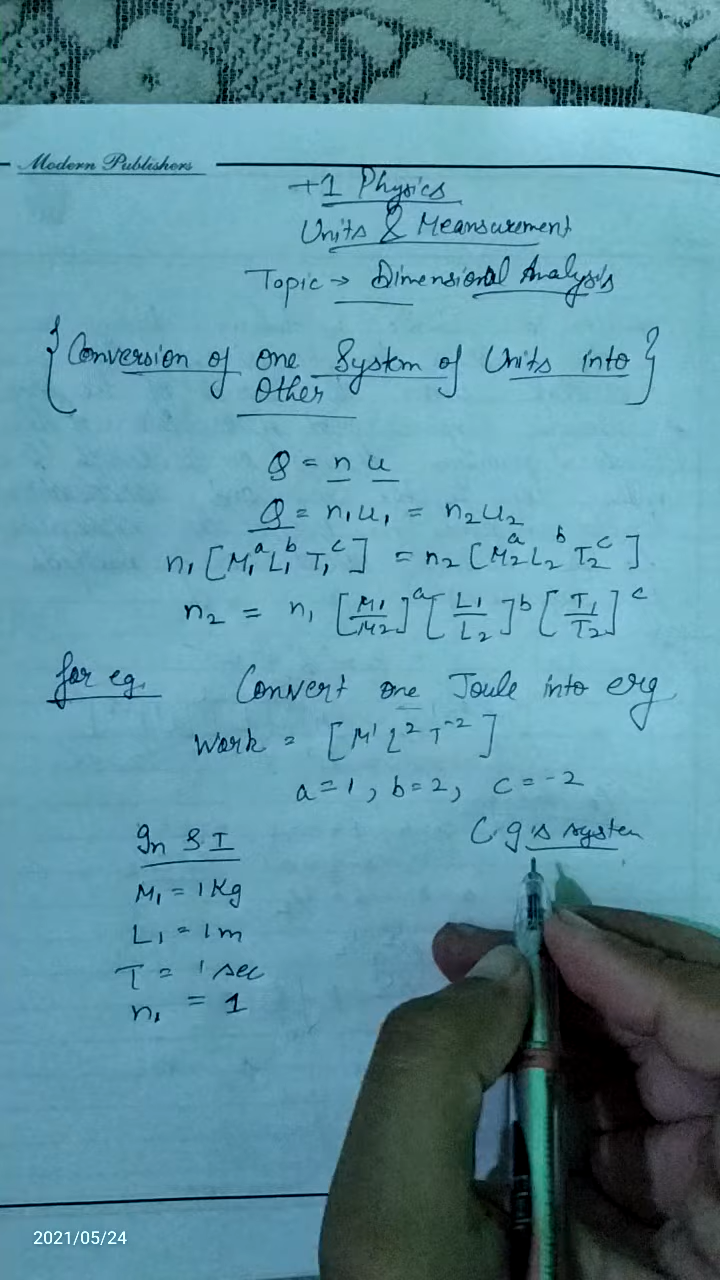 Modern Publishers
+1 Physics
Units & Meansurement
Topic → Dimensional Analysis
{Conversion of one System of Units into
Other}
Q = n u
Q = n₁u₁ = n₂u₂
n₁ [M₁ᵃ L₁ᵇ T₁ᶜ] = n₂ [M₂ᵃ L₂ᵇ T₂ᶜ]
n₂ = n₁ [M₁/M₂]ᵃ [L₁/L₂]ᵇ [T₁/T₂]ᶜ
for eg. Convert one Joule into erg
Work = [M¹ L² T⁻²]
a=1, b=2, c=-2
In SI
M₁ = 1 Kg
L₁ = 1m
T = 1 sec
n₁ = 1
Cgs system
2021/05/24